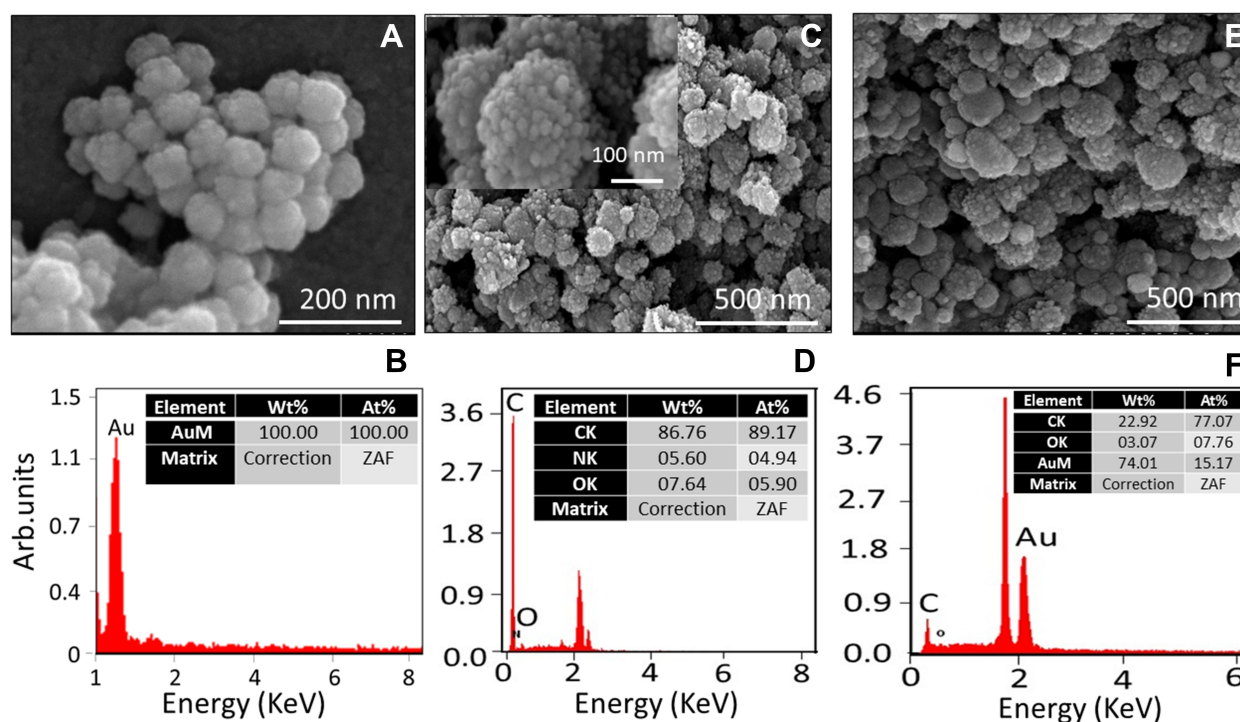 A
200 nm
C
100 nm
500 nm
E
500 nm
B
1.5
1.1
0.7
0.4
0
Arb.units
Au
Element Wt% At%
AuM 100.00 100.00
Matrix Correction ZAF
1 2 4 6 8
Energy (KeV)
D
3.6
2.7
1.8
0.9
0.0
C
N
O
Element Wt% At%
CK 86.76 89.17
NK 05.60 04.94
OK 07.64 05.90
Matrix Correction ZAF
0 2 4 6 8
Energy (KeV)
F
4.6
3.7
2.7
1.8
0.9
0.0
C
O
Au
Element Wt% At%
CK 22.92 77.07
OK 03.07 07.76
AuM 74.01 15.17
Matrix Correction ZAF
0 2 4 6
Energy (KeV)